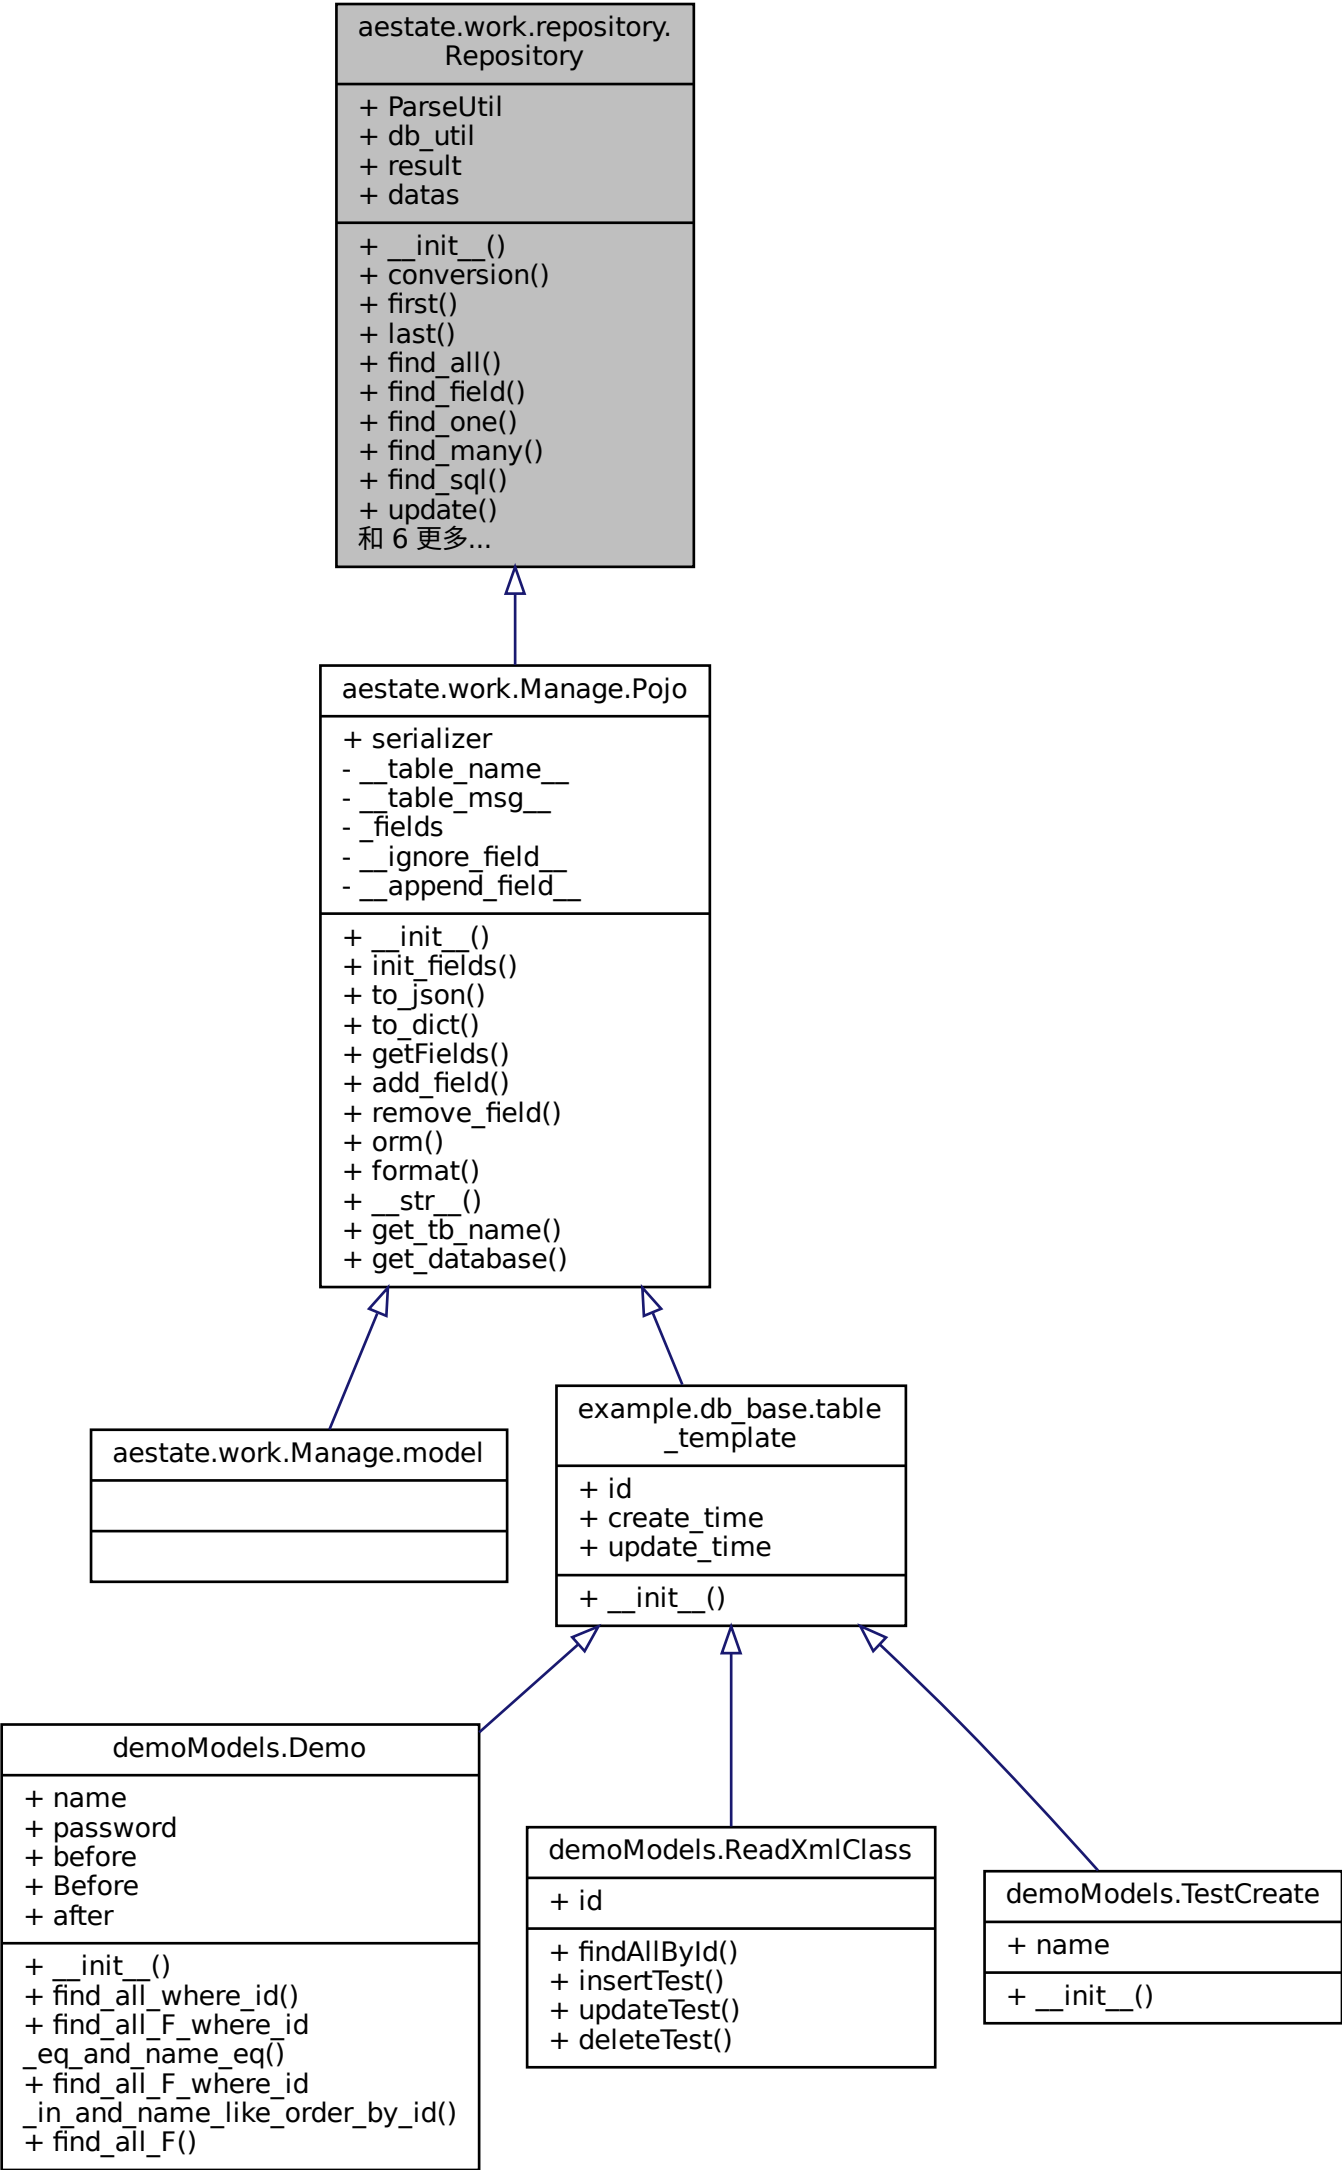 aestate.work.repository.
Repository
+ ParseUtil
+ db_util
+ result
+ datas
+ __init__()
+ conversion()
+ first()
+ last()
+ find_all()
+ find_field()
+ find_one()
+ find_many()
+ find_sql()
+ update()
和 6 更多...
aestate.work.Manage.Pojo
+ serializer
- __table_name__
- __table_msg__
- _fields
- __ignore_field__
- __append_field__
+ __init__()
+ init_fields()
+ to_json()
+ to_dict()
+ getFields()
+ add_field()
+ remove_field()
+ orm()
+ format()
+ __str__()
+ get_tb_name()
+ get_database()
aestate.work.Manage.model
example.db_base.table
_template
+ id
+ create_time
+ update_time
+ __init__()
demoModels.Demo
+ name
+ password
+ before
+ Before
+ after
+ __init__()
+ find_all_where_id()
+ find_all_F_where_id
_eq_and_name_eq()
+ find_all_F_where_id
_in_and_name_like_order_by_id()
+ find_all_F()
demoModels.ReadXmlClass
+ id
+ findAllById()
+ insertTest()
+ updateTest()
+ deleteTest()
demoModels.TestCreate
+ name
+ __init__()